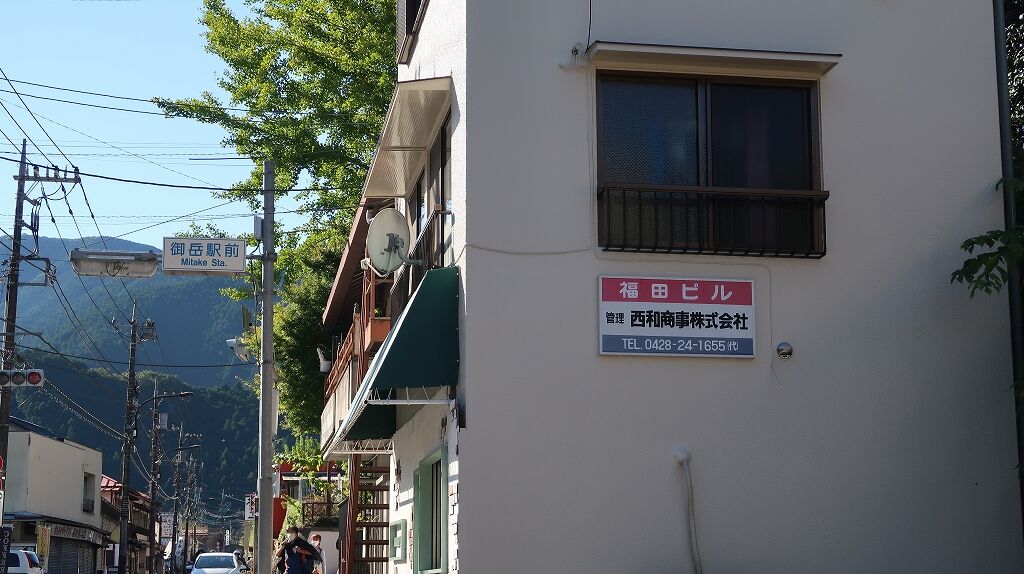 御岳駅前
Mitake Sta.
福田ビル
管理 西和商事株式会社
TEL. 0428-24-1655 ㈹